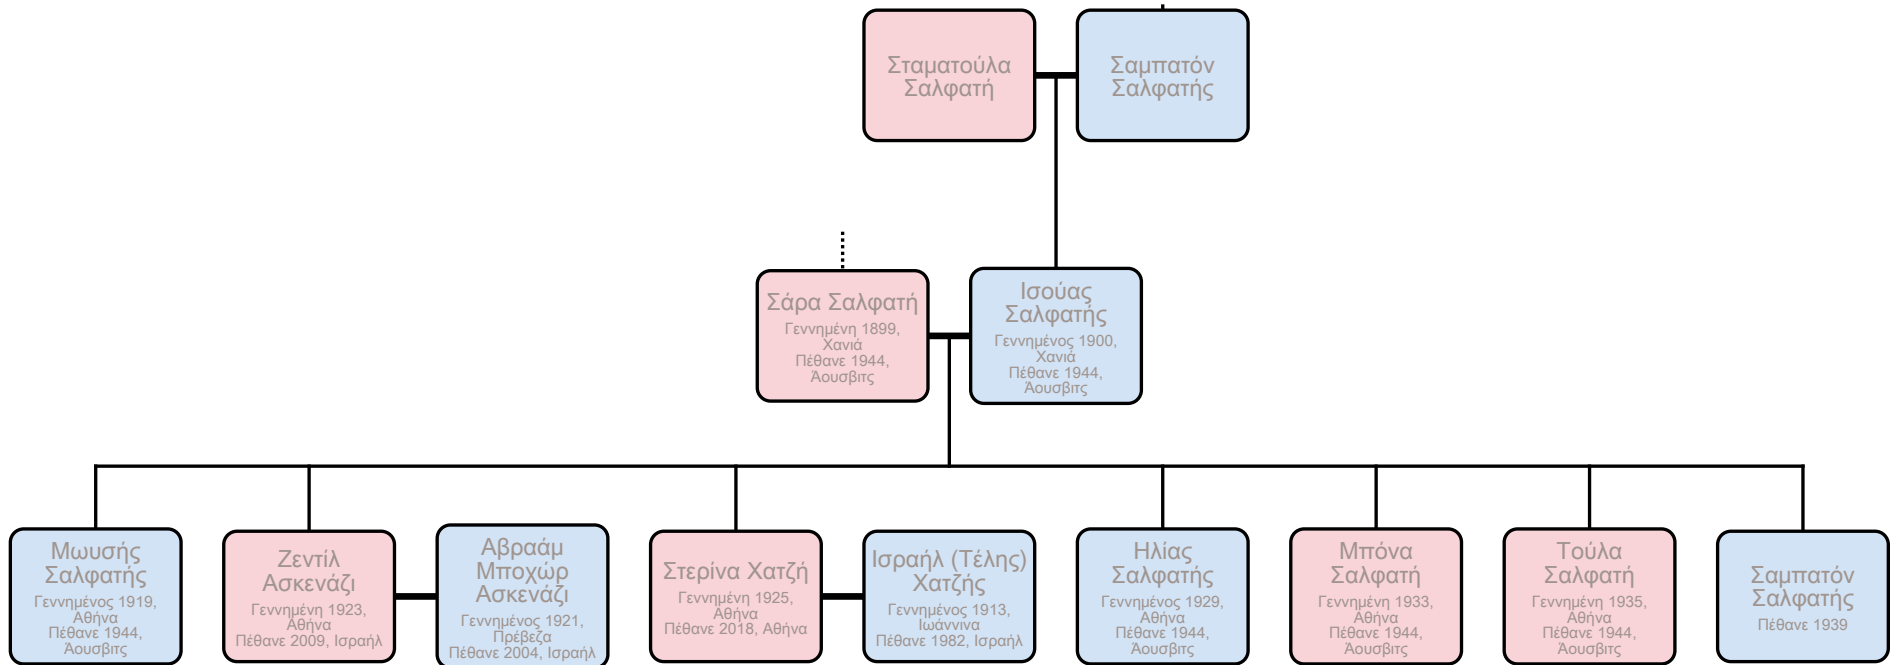 Σταματούλα
Σαλφατή
Σαμπατόν
Σαλφατής
Σάρα Σαλφατή
Γεννημένη 1899,
Χανιά
Πέθανε 1944,
Άουσβιτς
Ισούας
Σαλφατής
Γεννημένος 1900,
Χανιά
Πέθανε 1944,
Άουσβιτς
Μωυσής
Σαλφατής
Γεννημένος 1919,
Αθήνα
Πέθανε 1944,
Άουσβιτς
Ζεντίλ
Ασκενάζι
Γεννημένη 1923,
Αθήνα
Πέθανε 2009, Ισραήλ
Αβραάμ
Μποχώρ
Ασκενάζι
Γεννημένος 1921,
Πρέβεζα
Πέθανε 2004, Ισραήλ
Στερίνα Χατζή
Γεννημένη 1925,
Αθήνα
Πέθανε 2018, Αθήνα
Ισραήλ (Τέλης)
Χατζής
Γεννημένος 1913,
Ιωάννινα
Πέθανε 1982, Ισραήλ
Ηλίας
Σαλφατής
Γεννημένος 1929,
Αθήνα
Πέθανε 1944,
Άουσβιτς
Μπόνα
Σαλφατή
Γεννημένη 1933,
Αθήνα
Πέθανε 1944,
Άουσβιτς
Τούλα
Σαλφατή
Γεννημένη 1935,
Αθήνα
Πέθανε 1944,
Άουσβιτς
Σαμπατόν
Σαλφατής
Πέθανε 1939